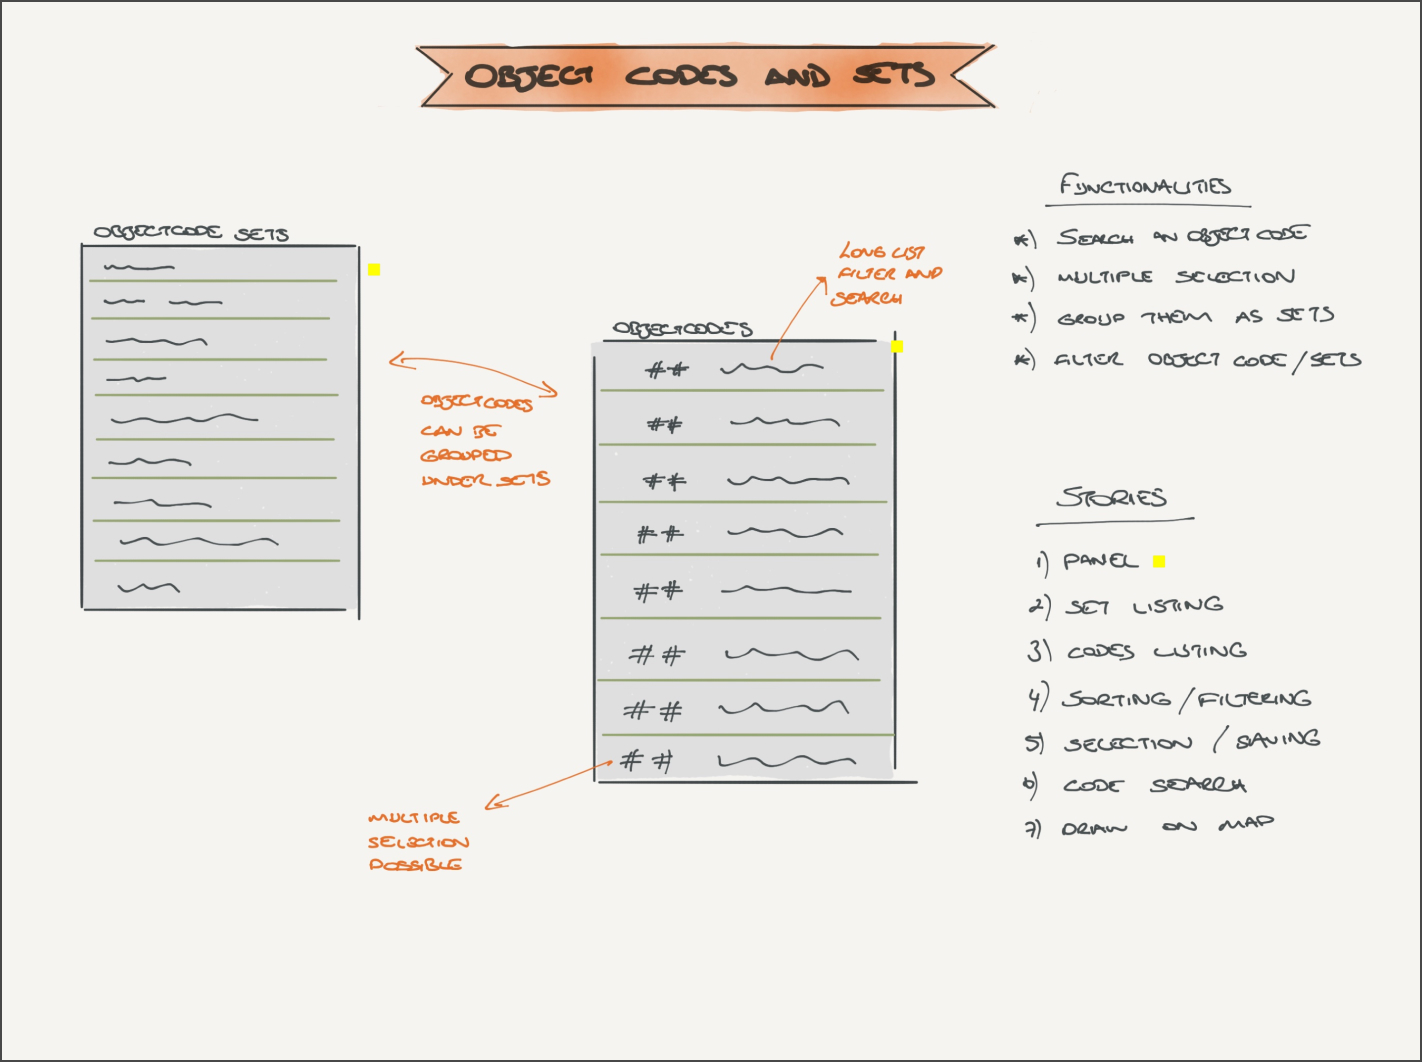 OBJECT CODES AND SETS
OBJECTCODE SETS
OBJECTCODES
CAN BE
GROUPED
UNDER SETS
LONG LIST
FILTER AND
SEARCH
OBJECTCODES
##
##
##
##
##
##
##
##
MULTIPLE
SELECTION
POSSIBLE
FUNCTIONALITIES
*) SEARCH AN OBJECT CODE
*) MULTIPLE SELECTION
*) GROUP THEM AS SETS
*) FILTER OBJECT CODE/SETS
STORIES
1) PANEL
2) SET LISTING
3) CODES LISTING
4) SORTING/FILTERING
5) SELECTION / SAVING
6) CODE SEARCH
7) DRAW ON MAP